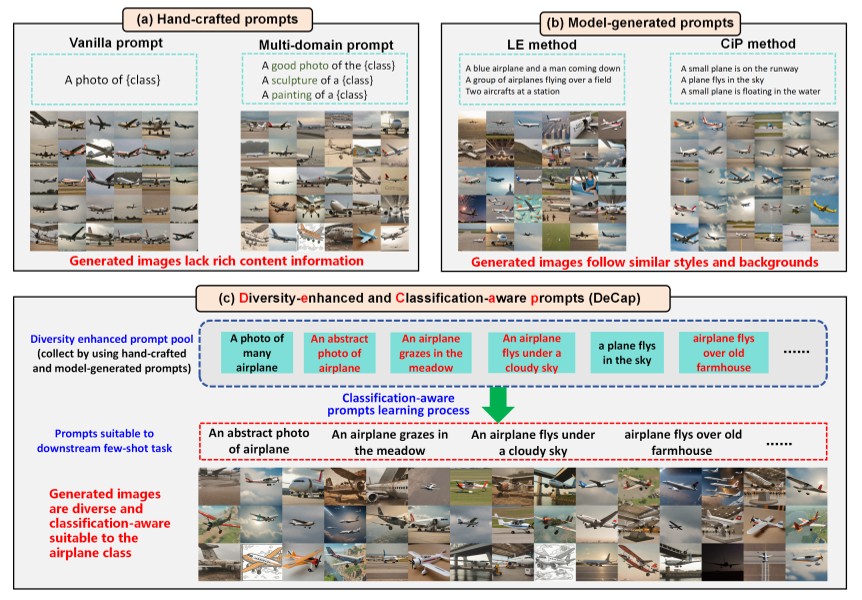 (a) Hand-crafted prompts
Vanilla prompt
A photo of {class}
Multi-domain prompt
A good photo of the {class}
A sculpture of a {class}
A painting of a {class}
Generated images lack rich content information
(b) Model-generated prompts
LE method
A blue airplane and a man coming down
A group of airplanes flying over a field
Two aircrafts at a station
CiP method
A small plane is on the runway
A plane flys in the sky
A small plane is floating in the water
Generated images follow similar styles and backgrounds
(c) Diversity-enhanced and Classification-aware prompts (DeCap)
Diversity enhanced prompt pool
(collect by using hand-crafted
and model-generated prompts)
A photo of
many
airplane
An abstract
photo of
airplane
An airplane
grazes in the
meadow
An airplane
flys under a
cloudy sky
a plane flys
in the sky
airplane flys
over old
farmhouse
......
Classification-aware
prompts learning process
Prompts suitable to
downstream few-shot task
An abstract photo
of airplane
An airplane grazes in
the meadow
An airplane flys under
a cloudy sky
airplane flys over old
farmhouse
......
Generated images
are diverse and
classification-aware
suitable to the
airplane class